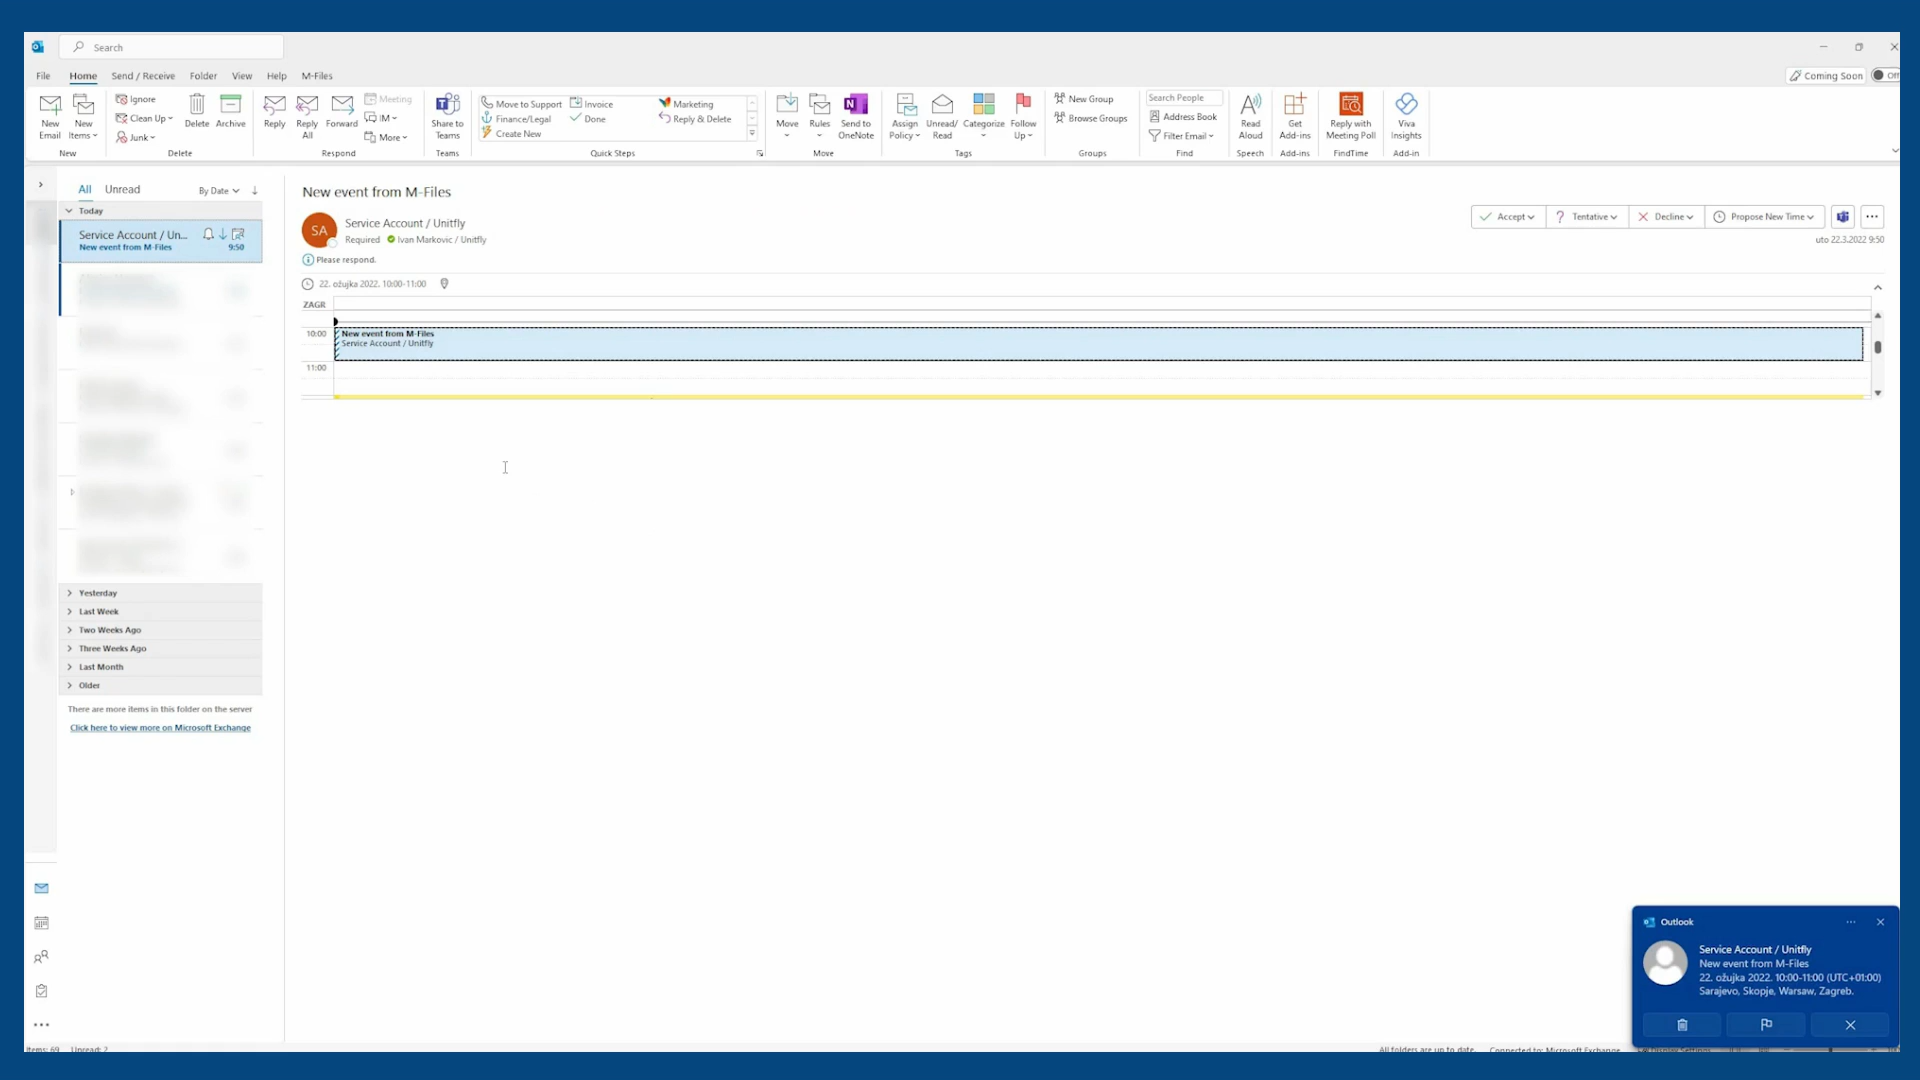 Search
File Home Send / Receive Folder View Help M-Files
Coming Soon
New Email
New Items
New
Ignore
Clean Up
Junk
Delete
Archive
Delete
Reply
Reply All
Forward
Meeting
IM
More
Respond
Share to Teams
Teams
Move to Support
Finance/Legal
Create New
Invoice
Done
Marketing
Reply & Delete
Quick Steps
Move
Rules
Send to OneNote
Move
Assign Policy
Unread/ Read
Categorize
Follow Up
Tags
New Group
Browse Groups
Groups
Search People
Address Book
Filter Email
Find
Read Aloud
Speech
Get Add-ins
Add-ins
Reply with Meeting Poll
FindTime
Viva Insights
Add-in
All Unread By Date
Today
Service Account / Un...
New event from M-Files 9:50
Yesterday
Last Week
Two Weeks Ago
Three Weeks Ago
Last Month
Older
There are more items in this folder on the server
Click here to view more on Microsoft Exchange
New event from M-Files
SA
Service Account / Unitfly
Required Ivan Markovic / Unitfly
Accept Tentative Decline Propose New Time
uto 22.3.2022 9:50
Please respond.
22. ožujka 2022. 10:00-11:00
ZAGR
10:00
New event from M-Files
Service Account / Unitfly
11:00
Outlook
Service Account / Unitfly
New event from M-Files
22. ožujka 2022. 10:00-11:00 (UTC+01:00)
Sarajevo, Skopje, Warsaw, Zagreb.
Items: 69 Unread: 2
All folders are up to date. Connected to: Microsoft Exchange Display Settings